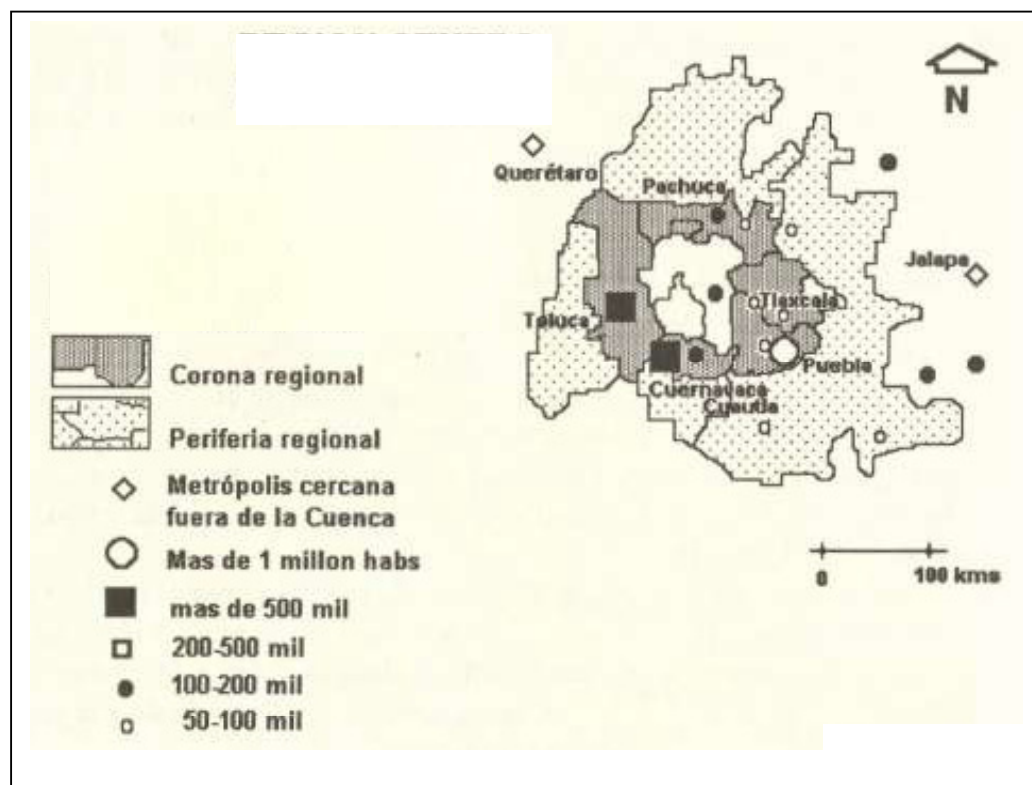 N
Querétaro
Pachuca
Jalapa
Tlaxcala
Toluca
Puebla
Cuernavaca
Cuautla
Corona regional
Periferia regional
Metrópolis cercana
fuera de la Cuenca
Mas de 1 millon habs
mas de 500 mil
200-500 mil
100-200 mil
50-100 mil
0 100 kms